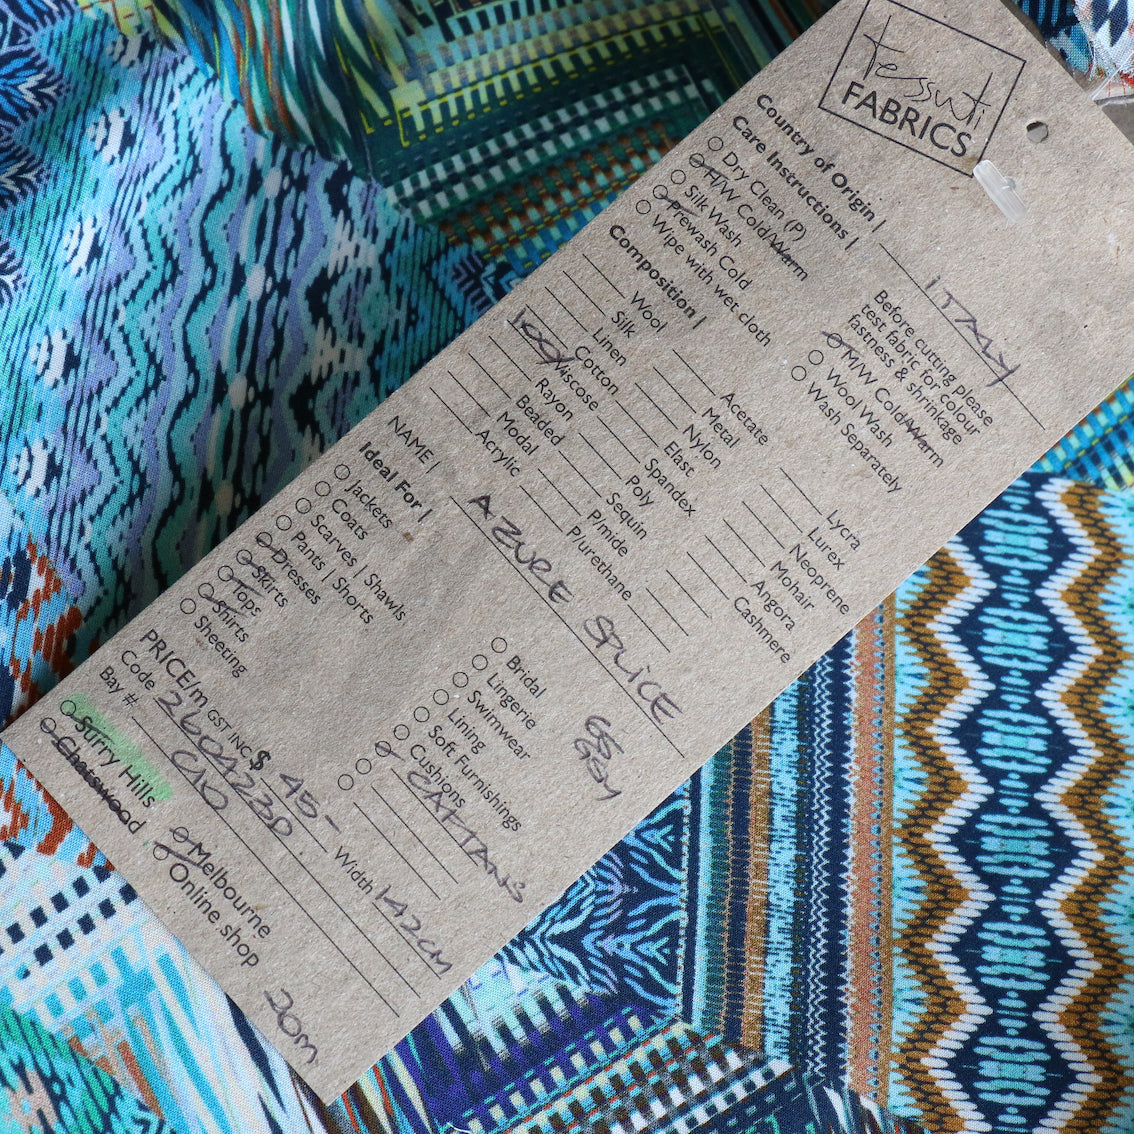 tessuti
FABRICS
Country of Origin | ITALY
Care Instructions |
Dry Clean (P)
H/W Cold/Warm
Silk Wash
Prewash Cold
Wipe with wet cloth
Before cutting please
test fabric for colour
fastness & shrinkage
M/W Cold/Warm
Wool Wash
Wash Separately
Composition |
Wool
Silk
Linen
Cotton
100% Viscose
Rayon
Beaded
Modal
Acrylic
Acetate
Metal
Nylon
Elast
Spandex
Poly
Sequin
P/mide
P/urethane
Lycra
Lurex
Neoprene
Mohair
Angora
Cashmere
NAME | AZURE SPLICE
Ideal For |
Jackets
Coats
Scarves | Shawls
Pants | Shorts
Dresses
Skirts
Tops
Shirts
Sheeting
Bridal
Lingerie
Swimwear
Lining
Soft Furnishings
Cushions
CAFTANS
65
GSM
PRICE/m GST INC $ 45- Width 142cm
Code 260423D.
Bay # C10
Surry Hills
Chatswood
Melbourne
Online shop
20m